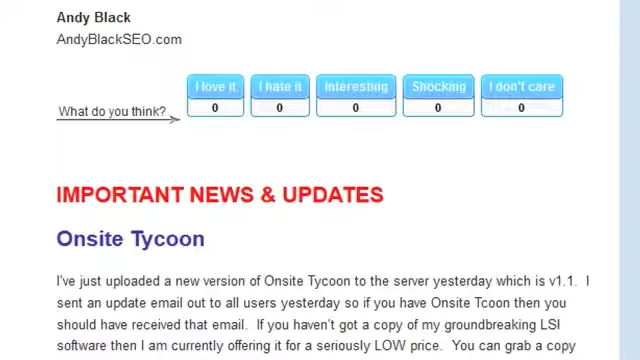 Andy Black
AndyBlackSEO.com
I love it I hate it Interesting Shocking I don't care
What do you think? 0 0 0 0 0
IMPORTANT NEWS & UPDATES
Onsite Tycoon
I've just uploaded a new version of Onsite Tycoon to the server yesterday which is v1.1. I
sent an update email out to all users yesterday so if you have Onsite Tcoon then you
should have received that email. If you haven't got a copy of my groundbreaking LSI
software then I am currently offering it for a seriously LOW price. You can grab a copy